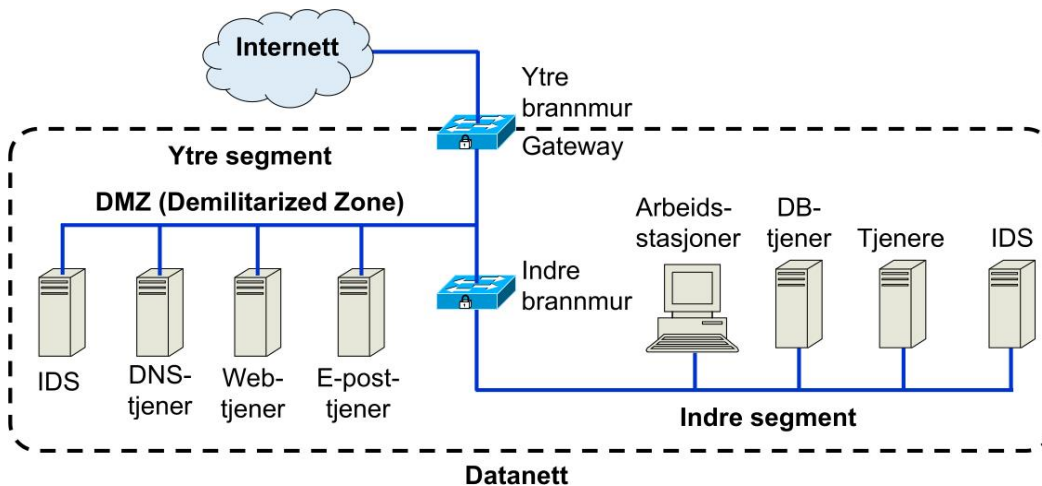 Internett
Ytre
brannmur
Gateway
Ytre segment
DMZ (Demilitarized Zone)
Arbeids-
stasjoner
DB-
tjener
Tjenere
IDS
Indre
brannmur
IDS
DNS-
tjener
Web-
tjener
E-post-
tjener
Indre segment
Datanett